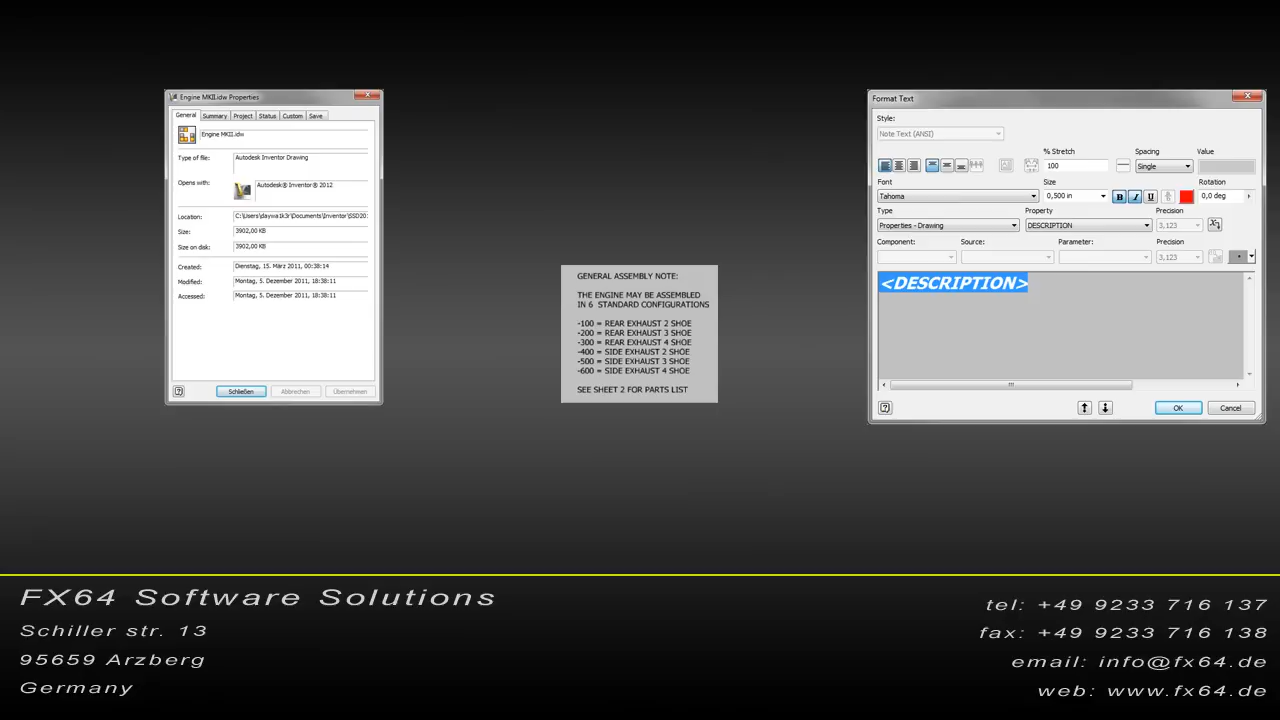 Engine MKII.idw Properties
General Summary Project Status Custom Save
Engine MKII.idw
Type of file: Autodesk Inventor Drawing
Opens with: Autodesk® Inventor® 2012
Location: C:\Users\daywalk3r\Documents\Inventor\SSD20
Size: 3902,00 KB
Size on disk: 3902,00 KB
Created: Dienstag, 15. März 2011, 00:38:14
Modified: Montag, 5. Dezember 2011, 18:38:11
Accessed: Montag, 5. Dezember 2011, 18:38:11
Schließen Abbrechen Übernehmen
GENERAL ASSEMBLY NOTE:
THE ENGINE MAY BE ASSEMBLED
IN 6 STANDARD CONFIGURATIONS
-100 = REAR EXHAUST 2 SHOE
-200 = REAR EXHAUST 3 SHOE
-300 = REAR EXHAUST 4 SHOE
-400 = SIDE EXHAUST 2 SHOE
-500 = SIDE EXHAUST 3 SHOE
-600 = SIDE EXHAUST 4 SHOE
SEE SHEET 2 FOR PARTS LIST
Format Text
Style:
Note Text (ANSI)
% Stretch Spacing Value
100 Single
Font Size Rotation
Tahoma 0,500 in B I U 0,0 deg
Type Property Precision
Properties - Drawing DESCRIPTION 3,123
Component: Source: Parameter: Precision
3,123
<DESCRIPTION>
OK Cancel
FX64 Software Solutions
Schiller str. 13
95659 Arzberg
Germany
tel: +49 9233 716 137
fax: +49 9233 716 138
email: info@fx64.de
web: www.fx64.de